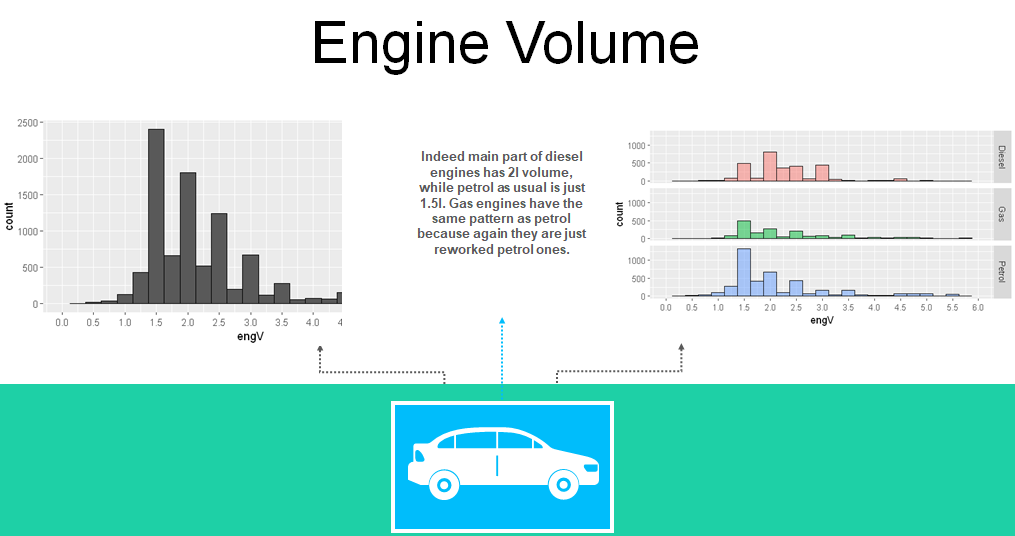 Engine Volume
2500
2000
1500
1000
500
0
count
0.0 0.5 1.0 1.5 2.0 2.5 3.0 3.5 4.0 4
engV
Indeed main part of diesel
engines has 2l volume,
while petrol as usual is just
1.5l. Gas engines have the
same pattern as petrol
because again they are just
reworked petrol ones.
1000
500
0
Diesel
1000
500
0
Gas
1000
500
0
Petrol
count
0.0 0.5 1.0 1.5 2.0 2.5 3.0 3.5 4.0 4.5 5.0 5.5 6.0
engV